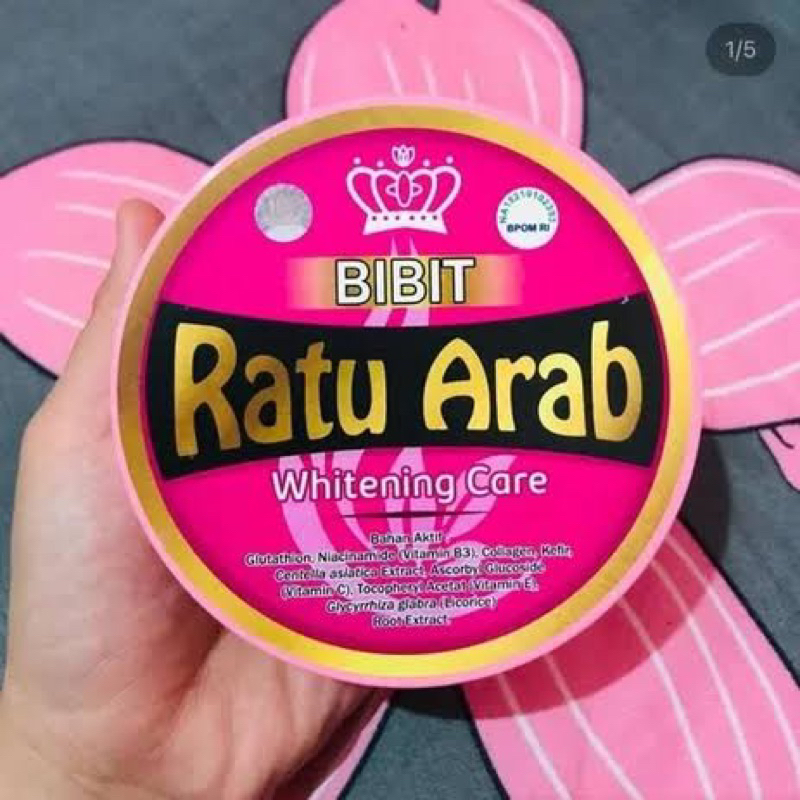 1/5
BPOM RI
BIBIT
Ratu Arab
Whitening Care
Bahan Aktif
Glutathion, Niacinamide (Vitamin B3), Collagen, Kefir,
Centella asiatica Extract, Ascorbyl Glucoside
(Vitamin C), Tocopheryl Acetat (Vitamin E),
Glycyrrhiza glabra (Licorice)
Root Extract